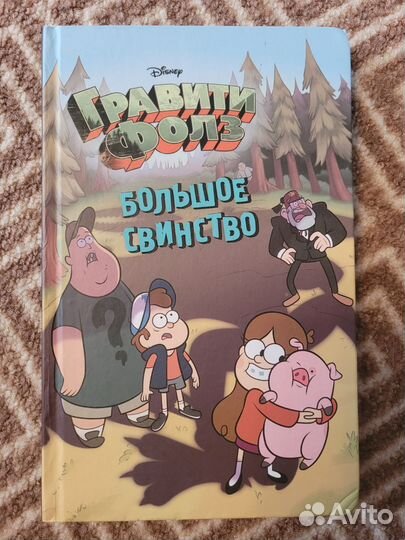 Disney
ГРАВИТИ
ФОЛЗ
БОЛЬШОЕ
СВИНСТВО
?
Avito